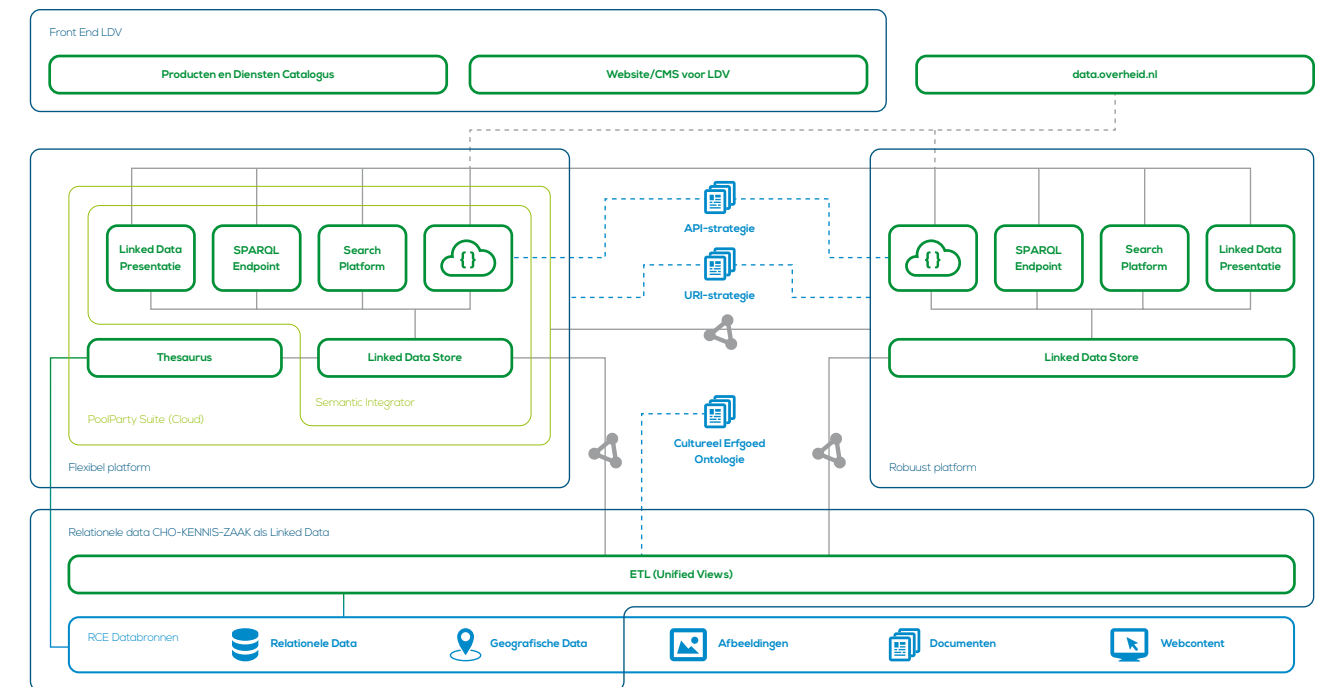 Front End LDV
Producten en Diensten Catalogus
Website/CMS voor LDV
data.overheid.nl
Linked Data
Presentatie
SPARQL
Endpoint
Search
Platform
{ }
API-strategie
URI-strategie
{ }
SPARQL
Endpoint
Search
Platform
Linked Data
Presentatie
Thesaurus
Linked Data Store
Linked Data Store
Semantic Integrator
PoolParty Suite (Cloud)
Cultureel Erfgoed
Ontologie
Flexibel platform
Robuust platform
Relationele data CHO-KENNIS-ZAAK als Linked Data
ETL (Unified Views)
RCE Databronnen
Relationele Data
Geografische Data
Afbeeldingen
Documenten
Webcontent